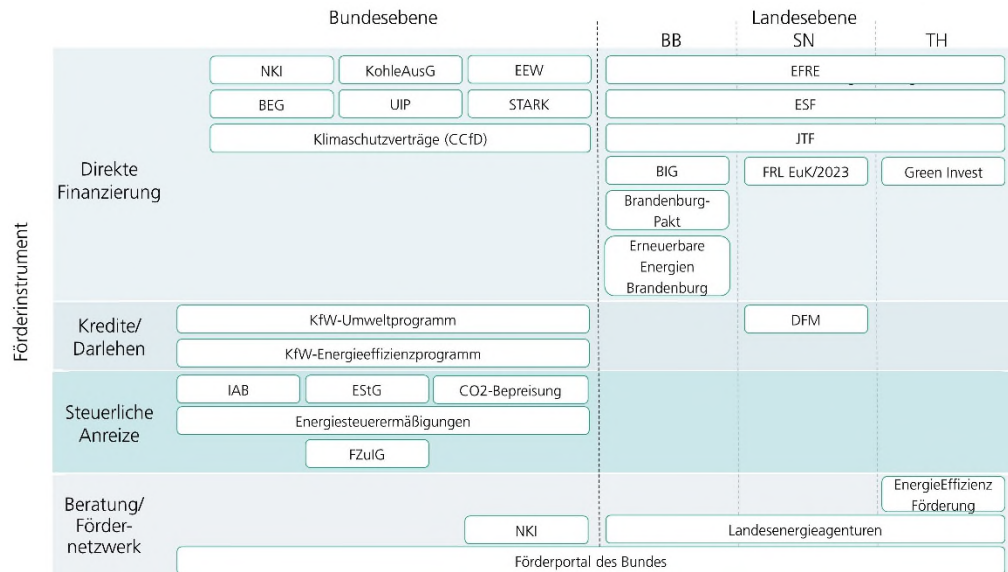 Bundesebene
Landesebene
BB
SN
TH
Förderinstrument
Direkte
Finanzierung
NKI
KohleAusG
EEW
EFRE
BEG
UIP
STARK
ESF
Klimaschutzverträge (CCfD)
JTF
BIG
FRL EuK/2023
Green Invest
Brandenburg-
Pakt
Erneuerbare
Energien
Brandenburg
Kredite/
Darlehen
KfW-Umweltprogramm
DFM
KfW-Energieeffizienzprogramm
Steuerliche
Anreize
IAB
EStG
CO2-Bepreisung
Energiesteuerermäßigungen
FZulG
Beratung/
Förder-
netzwerk
EnergieEffizienz
Förderung
NKI
Landesenergieagenturen
Förderportal des Bundes